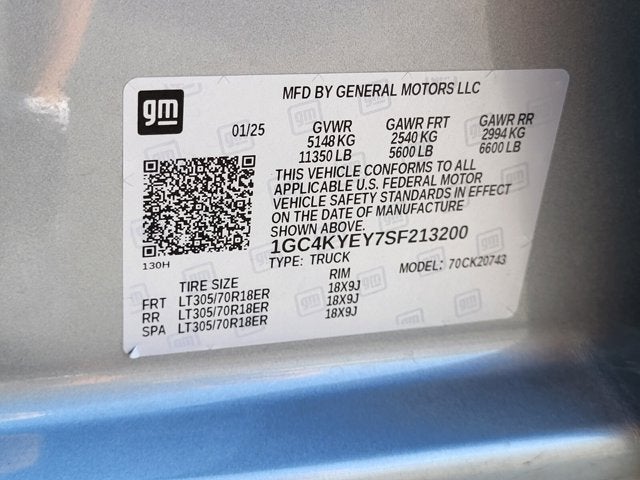 gm
MFD BY GENERAL MOTORS LLC
01/25 GVWR GAWR FRT GAWR RR
5148 KG 2540 KG 2994 KG
11350 LB 5600 LB 6600 LB
THIS VEHICLE CONFORMS TO ALL
APPLICABLE U.S. FEDERAL MOTOR
VEHICLE SAFETY STANDARDS IN EFFECT
ON THE DATE OF MANUFACTURE
SHOWN ABOVE.
1GC4KYEY7SF213200
130H
TYPE: TRUCK MODEL: 70CK20743
TIRE SIZE RIM
FRT LT305/70R18ER 18X9J
RR LT305/70R18ER 18X9J
SPA LT305/70R18ER 18X9J